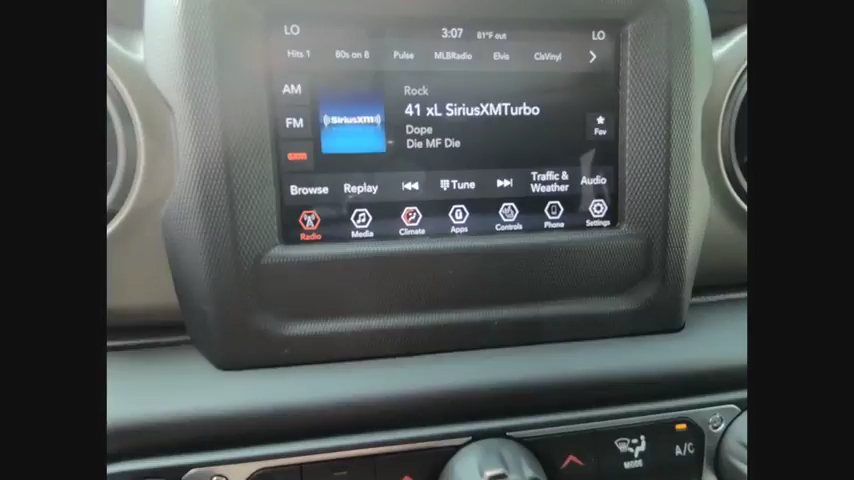 LO 3:07 81°F out LO
Hits 1 80s on 8 Pulse MLBRadio Elvis ClsVinyl
AM
FM
SiriusXM
Rock
41 xL SiriusXMTurbo
Dope
Die MF Die
Fav
Browse Replay Tune Traffic & Weather Audio
Radio Media Climate Apps Controls Phone Settings
MODE
A/C